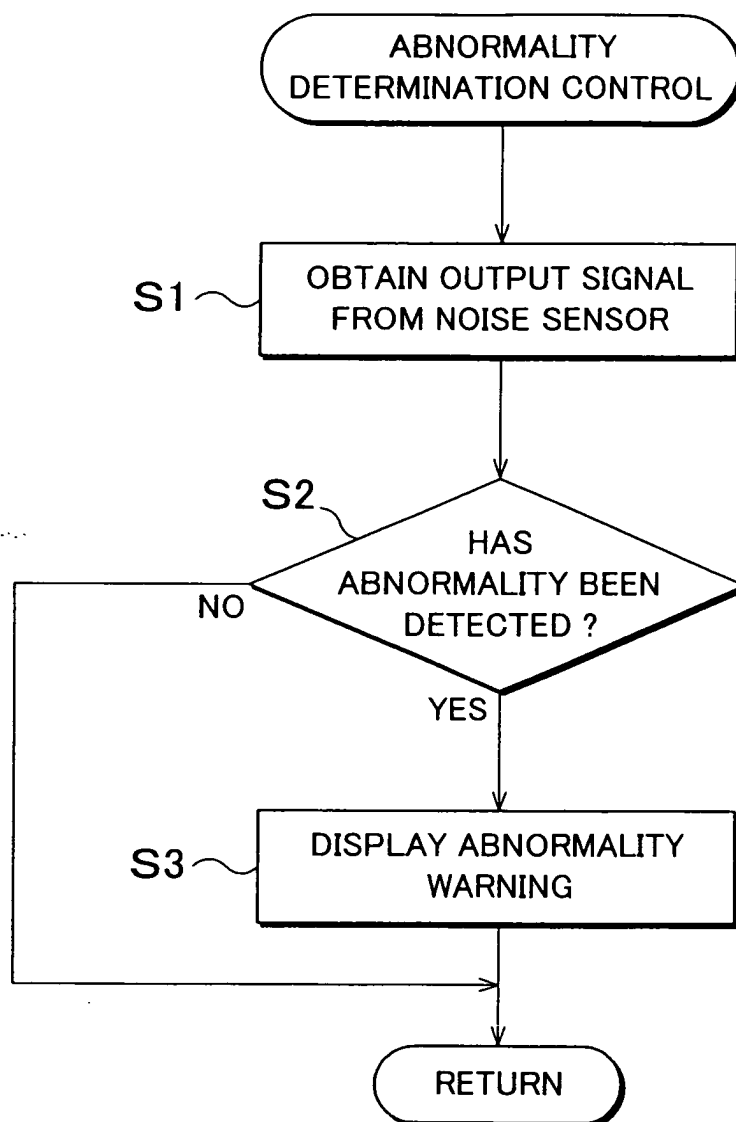 ABNORMALITY
DETERMINATION CONTROL
S1
OBTAIN OUTPUT SIGNAL
FROM NOISE SENSOR
S2
HAS
ABNORMALITY BEEN
DETECTED ?
NO
YES
S3
DISPLAY ABNORMALITY
WARNING
RETURN